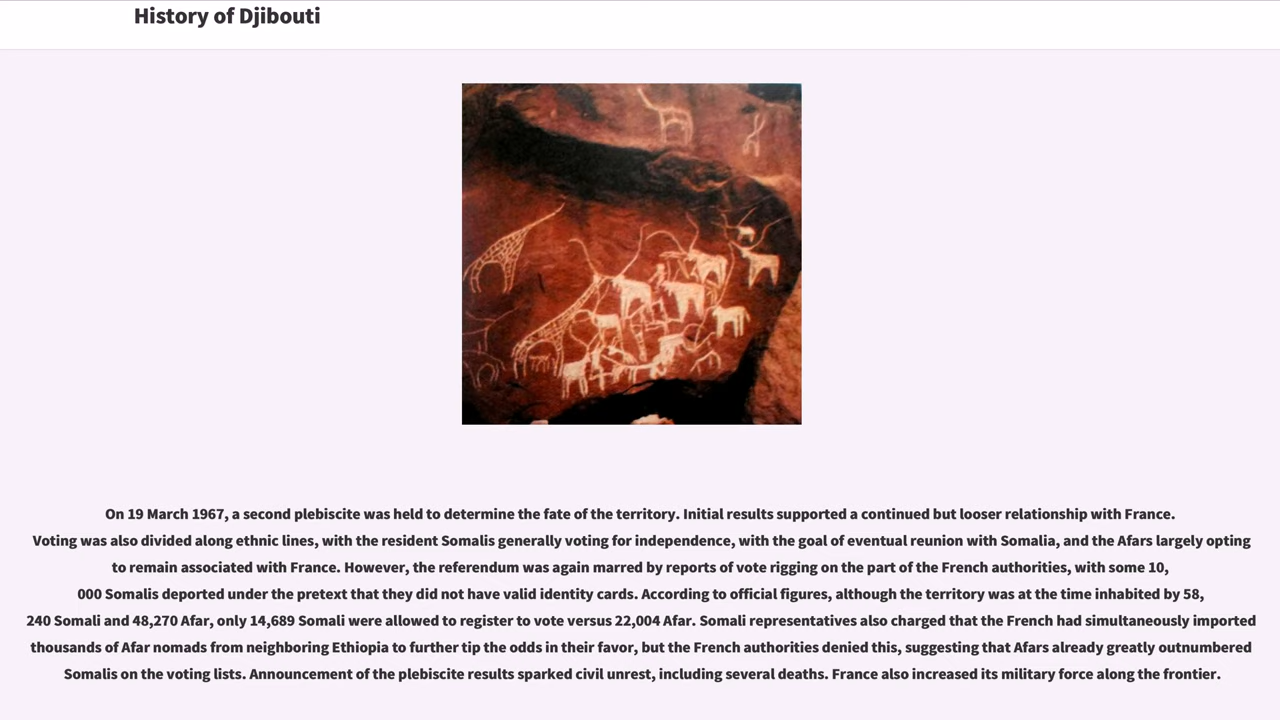 History of Djibouti
On 19 March 1967, a second plebiscite was held to determine the fate of the territory. Initial results supported a continued but looser relationship with France.
Voting was also divided along ethnic lines, with the resident Somalis generally voting for independence, with the goal of eventual reunion with Somalia, and the Afars largely opting
to remain associated with France. However, the referendum was again marred by reports of vote rigging on the part of the French authorities, with some 10,
000 Somalis deported under the pretext that they did not have valid identity cards. According to official figures, although the territory was at the time inhabited by 58,
240 Somali and 48,270 Afar, only 14,689 Somali were allowed to register to vote versus 22,004 Afar. Somali representatives also charged that the French had simultaneously imported
thousands of Afar nomads from neighboring Ethiopia to further tip the odds in their favor, but the French authorities denied this, suggesting that Afars already greatly outnumbered
Somalis on the voting lists. Announcement of the plebiscite results sparked civil unrest, including several deaths. France also increased its military force along the frontier.